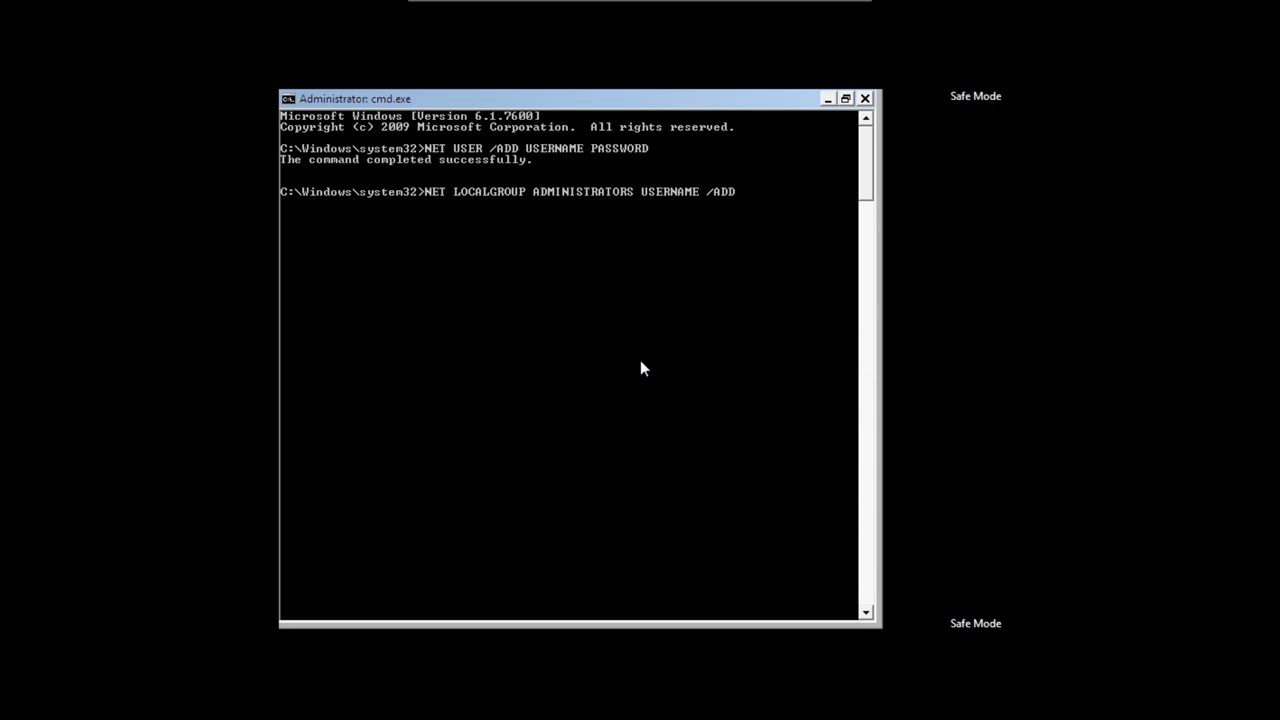 Administrator: cmd.exe
Safe Mode
Microsoft Windows [Version 6.1.7600]
Copyright (c) 2009 Microsoft Corporation.  All rights reserved.
C:\Windows\system32>NET USER /ADD USERNAME PASSWORD
The command completed successfully.
C:\Windows\system32>NET LOCALGROUP ADMINISTRATORS USERNAME /ADD
Safe Mode